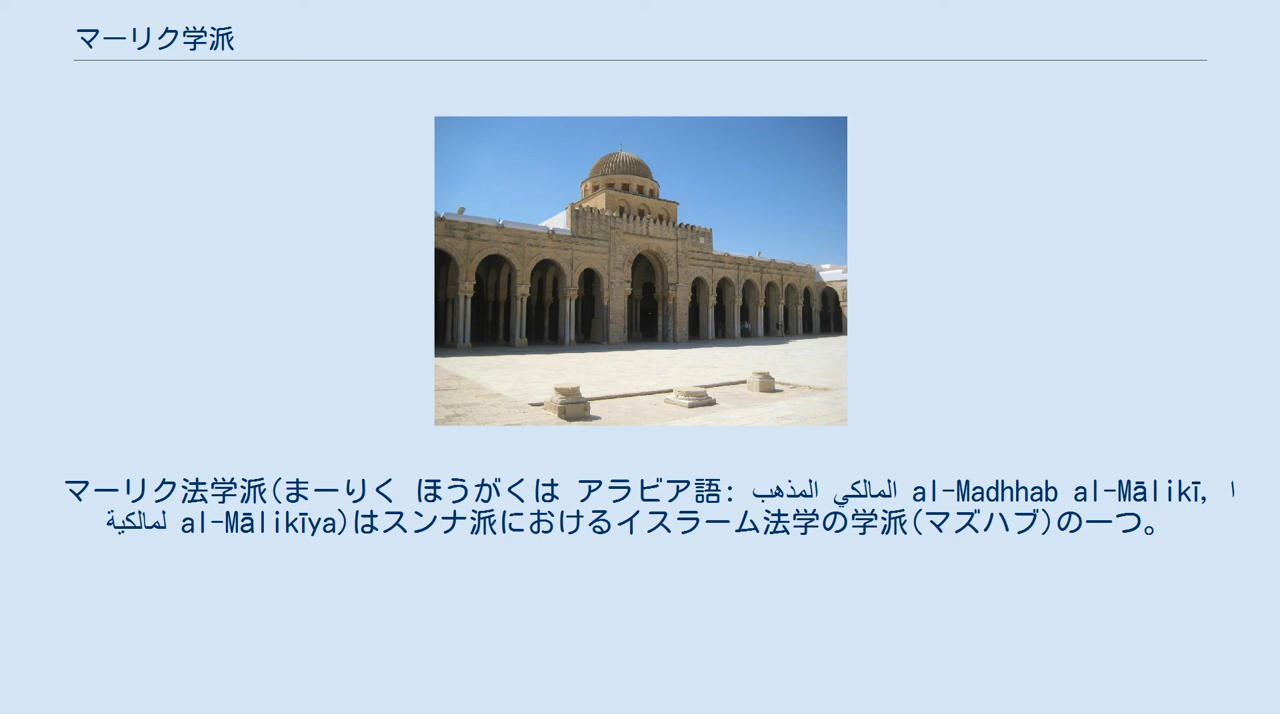 マーリク学派
マーリク法学派(まーりく ほうがくは アラビア語: المذهب المالكي al-Madhhab al-Mālikī, ا
لمالكية al-Mālikīya)はスンナ派におけるイスラーム法学の学派(マズハブ)の一つ。